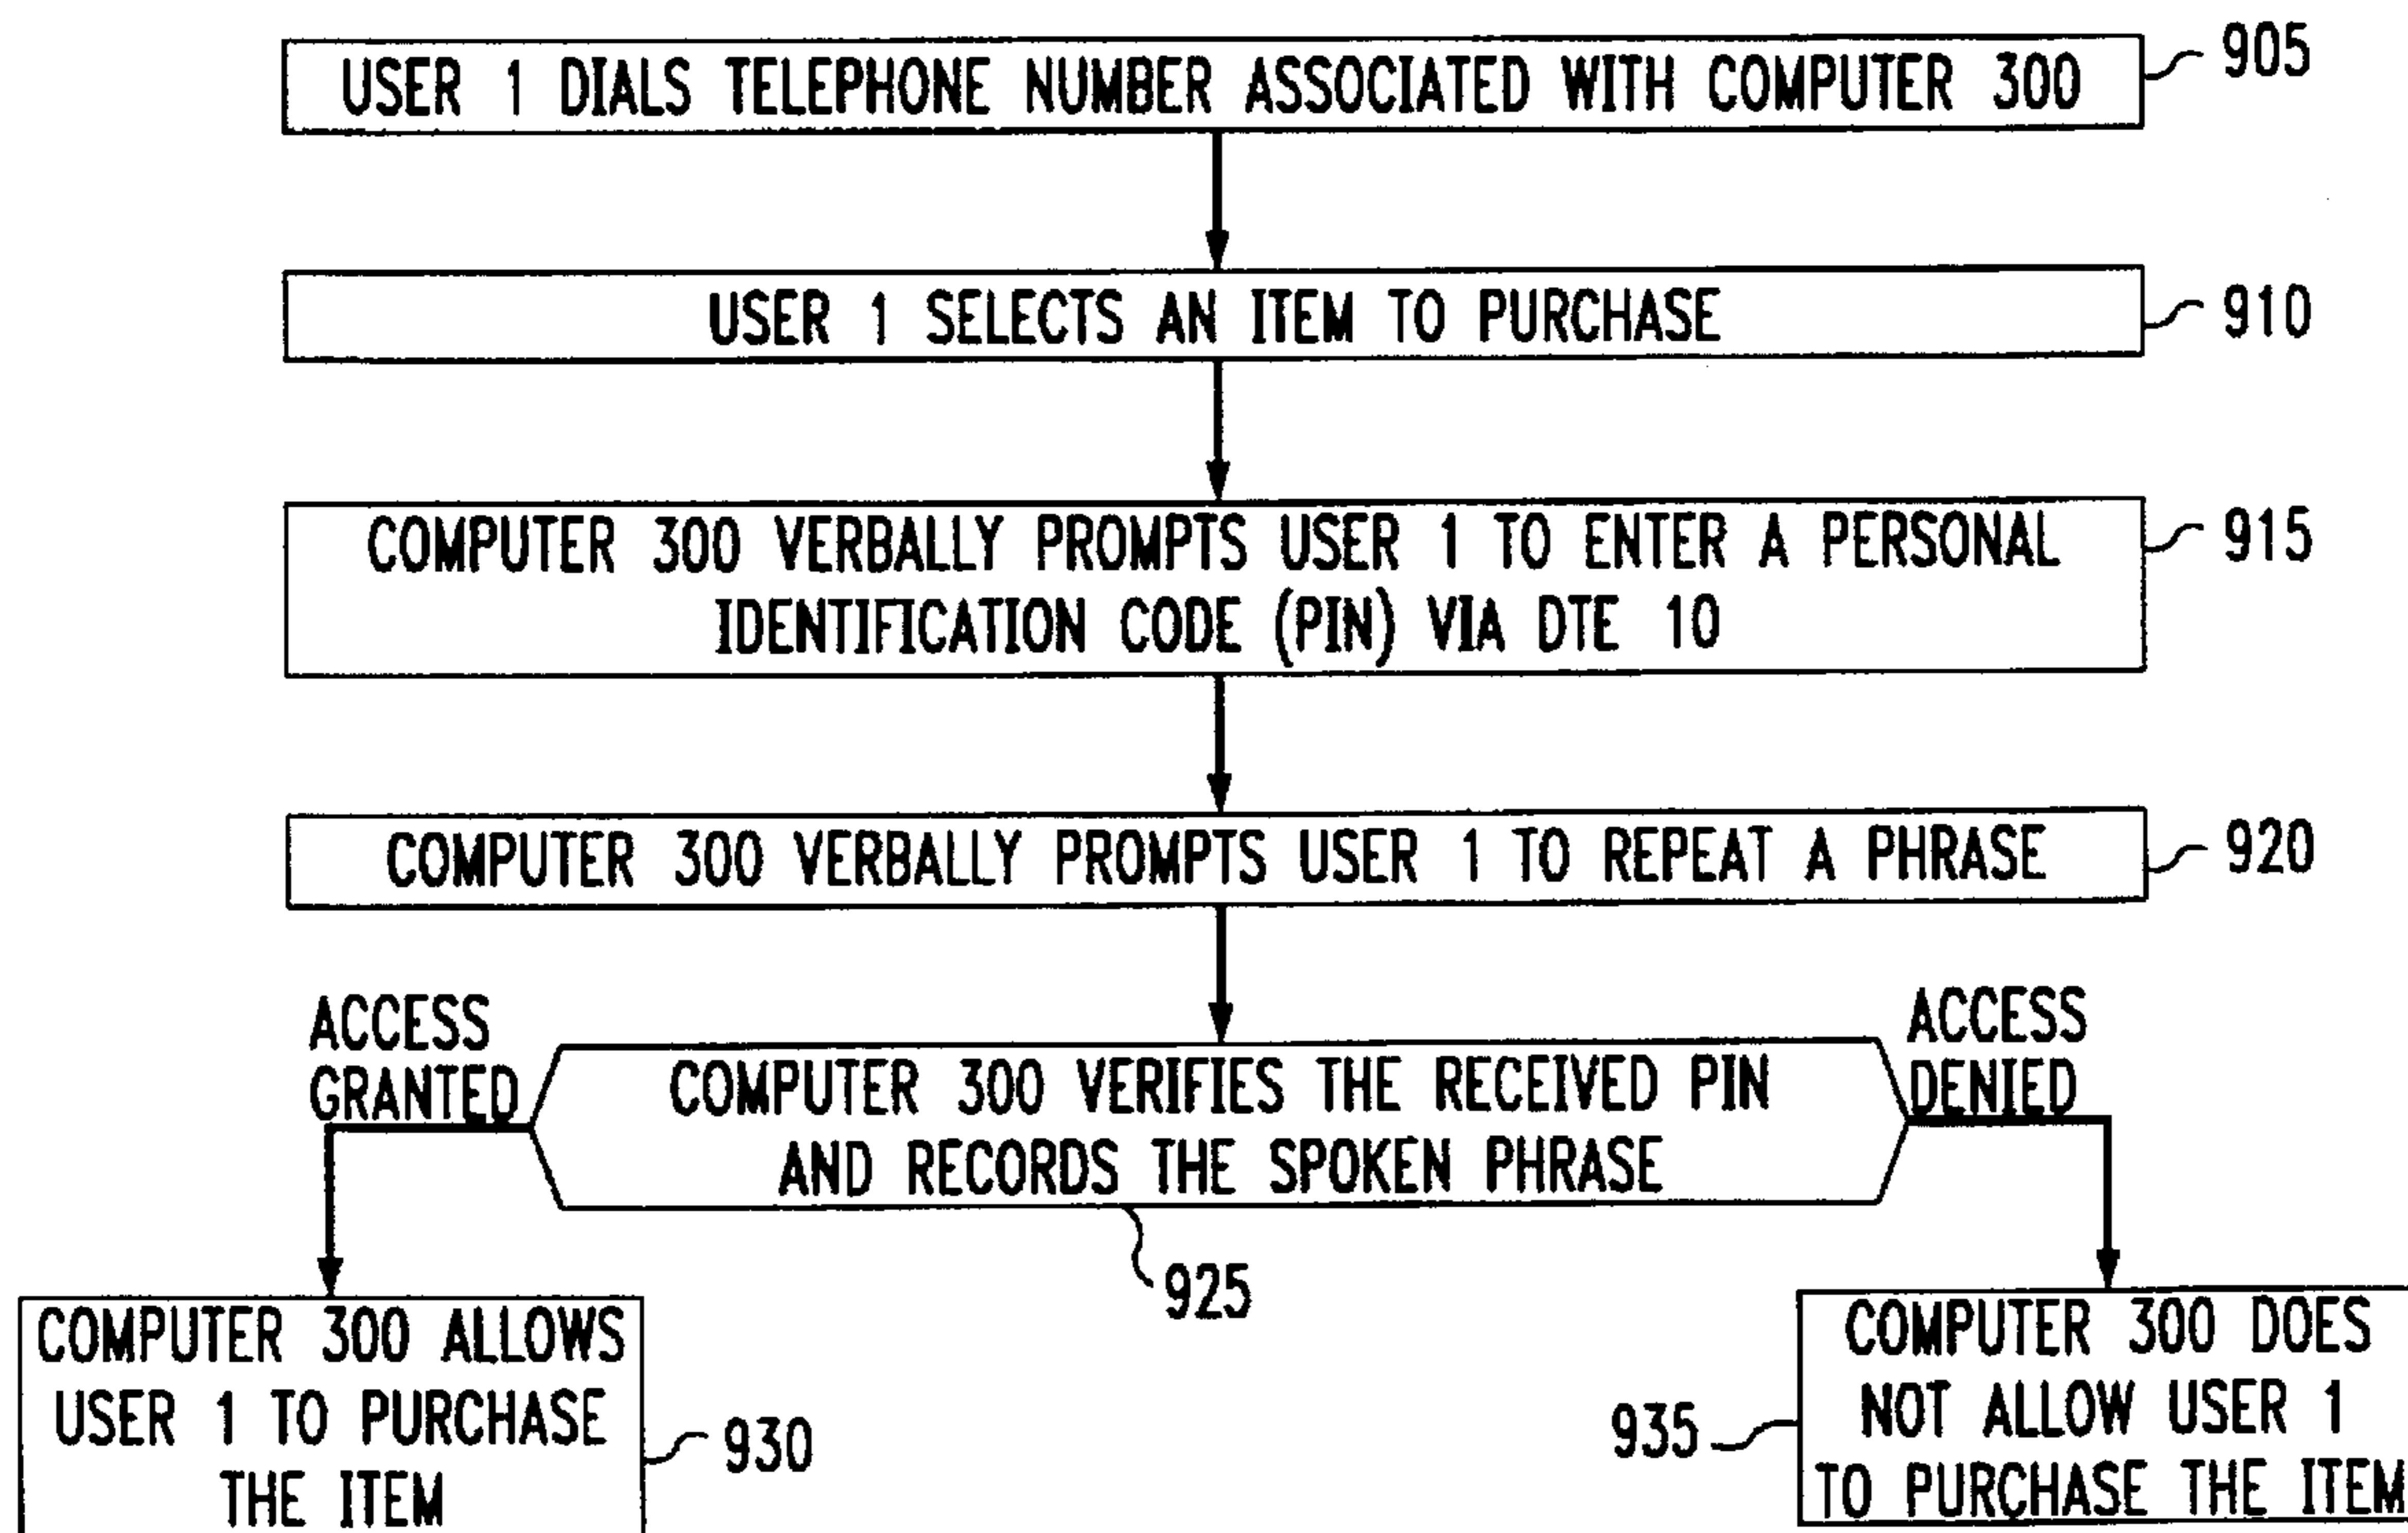 USER 1 DIALS TELEPHONE NUMBER ASSOCIATED WITH COMPUTER 300
905
USER 1 SELECTS AN ITEM TO PURCHASE
910
COMPUTER 300 VERBALLY PROMPTS USER 1 TO ENTER A PERSONAL
IDENTIFICATION CODE (PIN) VIA DTE 10
915
COMPUTER 300 VERBALLY PROMPTS USER 1 TO REPEAT A PHRASE
920
ACCESS
GRANTED
COMPUTER 300 VERIFIES THE RECEIVED PIN
AND RECORDS THE SPOKEN PHRASE
925
ACCESS
DENIED
COMPUTER 300 ALLOWS
USER 1 TO PURCHASE
THE ITEM
930
935
COMPUTER 300 DOES
NOT ALLOW USER 1
TO PURCHASE THE ITEM